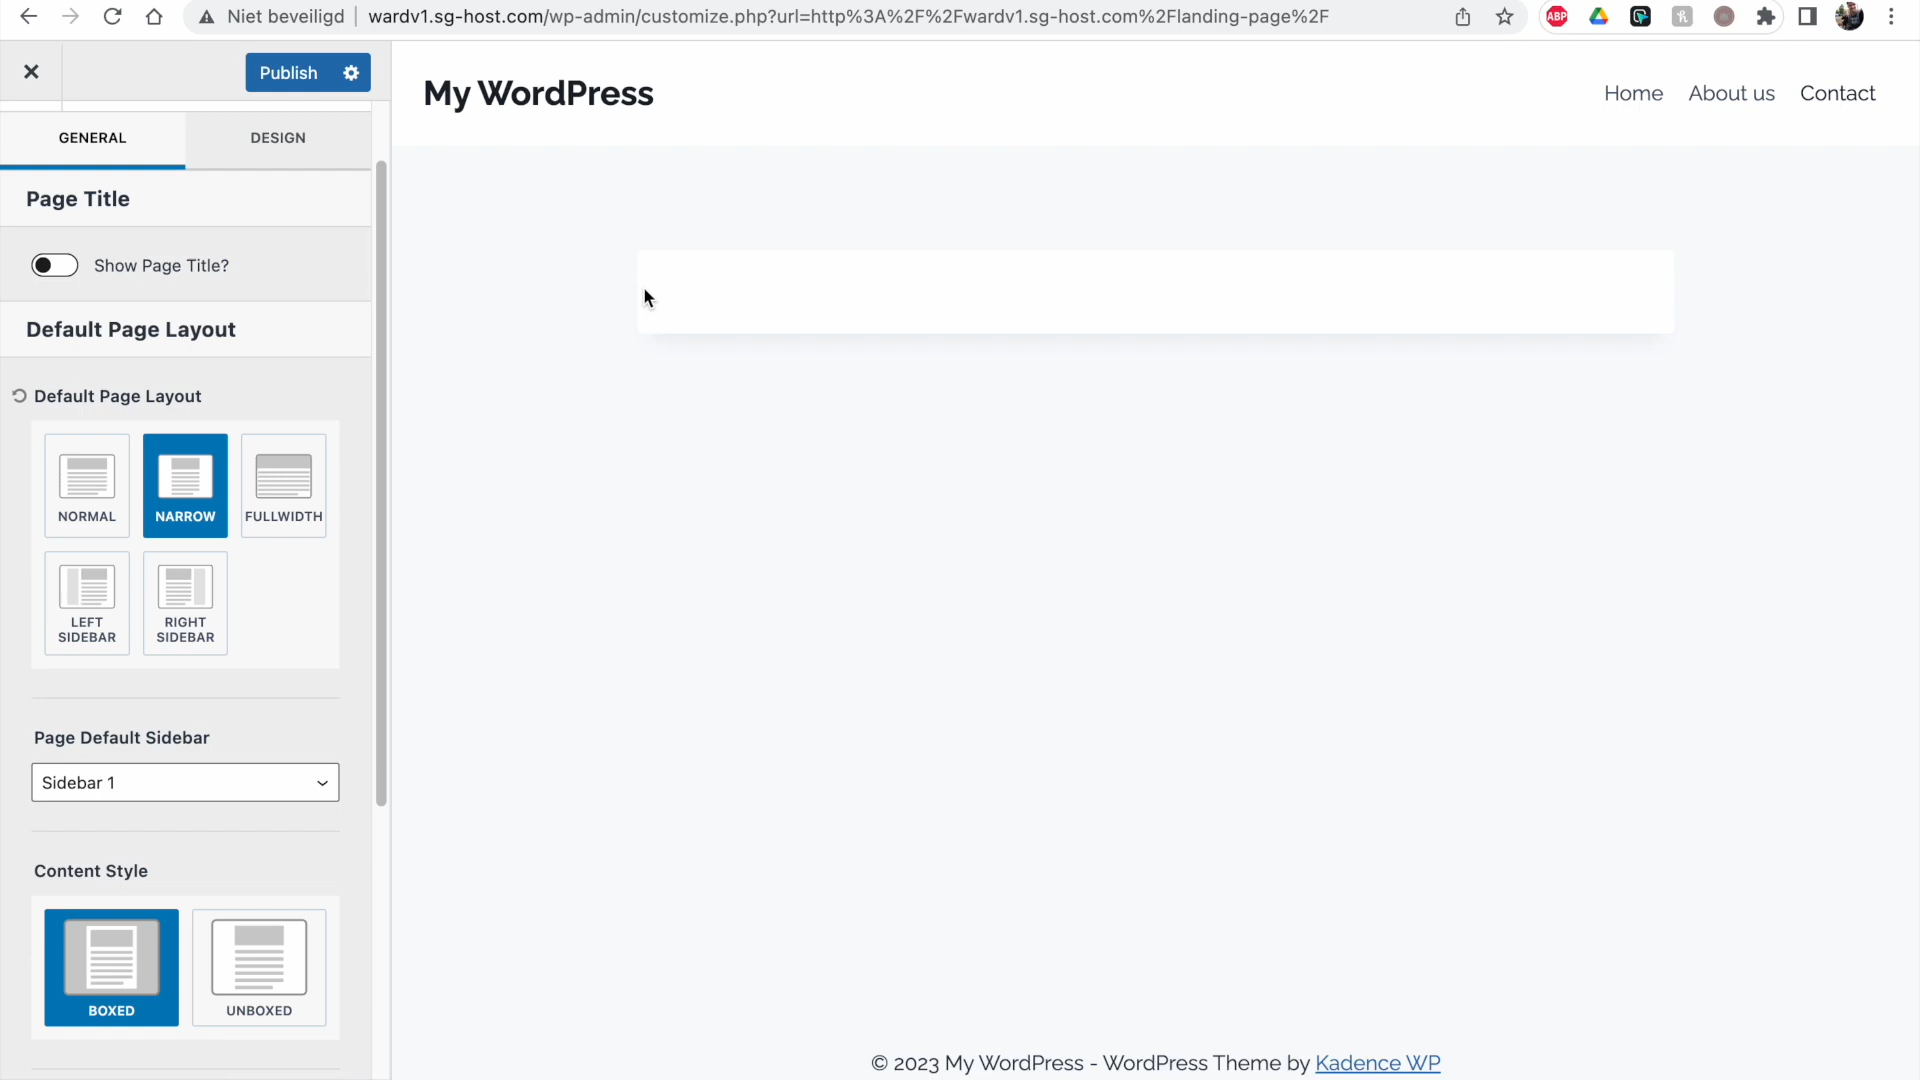 Niet beveiligd
wardv1.sg-host.com/wp-admin/customize.php?url=http%3A%2F%2Fwardv1.sg-host.com%2Flanding-page%2F
ABP
Publish
My WordPress
Home
About us
Contact
GENERAL
DESIGN
Page Title
Show Page Title?
Default Page Layout
Default Page Layout
NORMAL
NARROW
FULLWIDTH
LEFT
SIDEBAR
RIGHT
SIDEBAR
Page Default Sidebar
Sidebar 1
Content Style
BOXED
UNBOXED
© 2023 My WordPress - WordPress Theme by Kadence WP